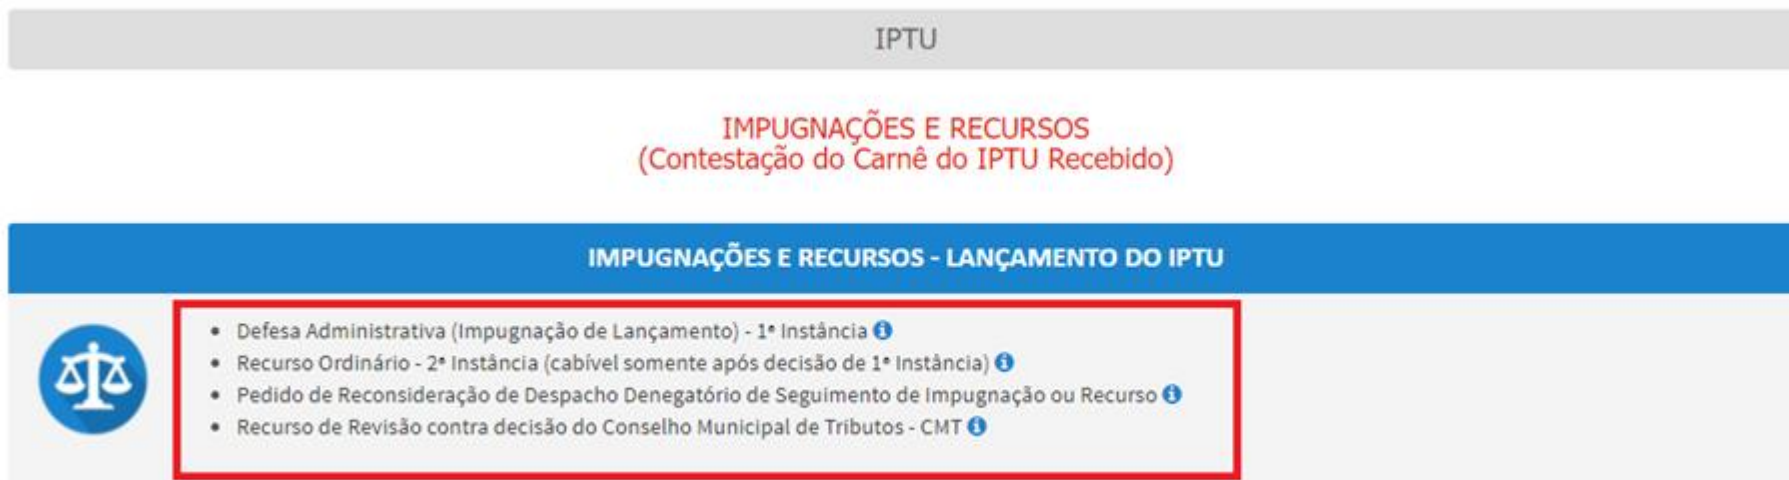 IPTU
IMPUGNAÇÕES E RECURSOS
(Contestação do Carnê do IPTU Recebido)
IMPUGNAÇÕES E RECURSOS - LANÇAMENTO DO IPTU
• Defesa Administrativa (Impugnação de Lançamento) - 1ª Instância
• Recurso Ordinário - 2ª Instância (cabível somente após decisão de 1ª Instância)
• Pedido de Reconsideração de Despacho Denegatório de Seguimento de Impugnação ou Recurso
• Recurso de Revisão contra decisão do Conselho Municipal de Tributos - CMT